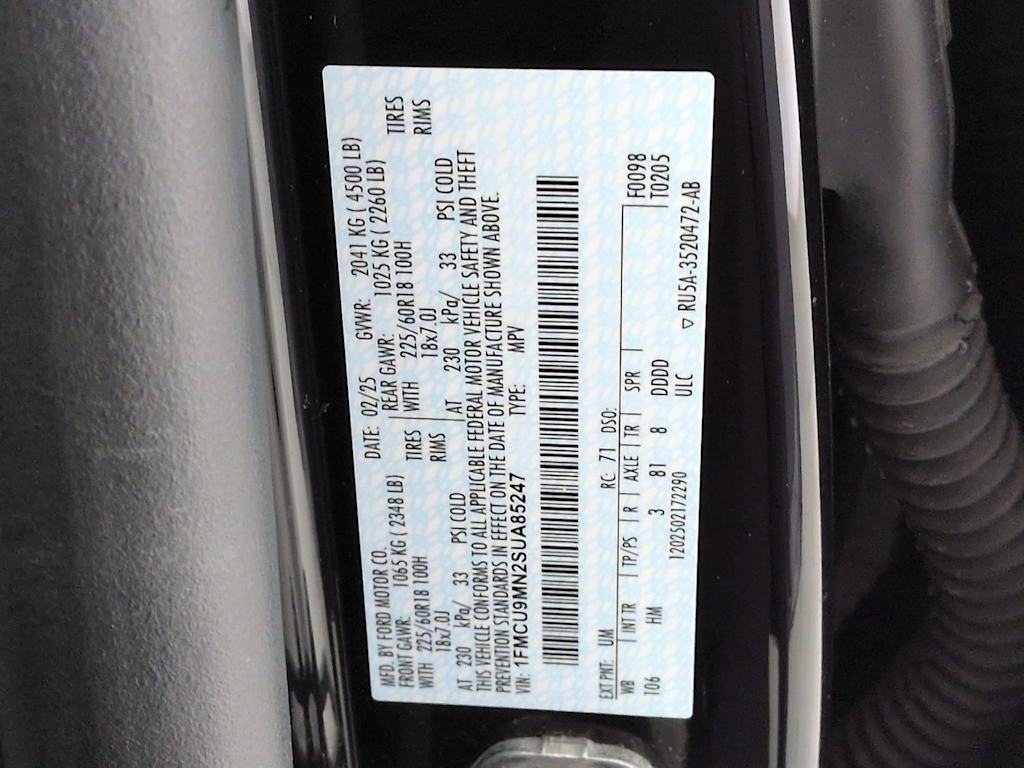 MFD. BY FORD MOTOR CO. DATE: 02/25 GVWR: 2041 KG ( 4500 LB)
FRONT GAWR: 1065 KG ( 2348 LB) REAR GAWR: 1025 KG ( 2260 LB)
WITH 225/60R18 100H TIRES WITH 225/60R18 100H TIRES
18x7.0J RIMS 18x7.0J RIMS
AT 230 kPa/ 33 PSI COLD AT 230 kPa/ 33 PSI COLD
THIS VEHICLE CONFORMS TO ALL APPLICABLE FEDERAL MOTOR VEHICLE SAFETY AND THEFT
PREVENTION STANDARDS IN EFFECT ON THE DATE OF MANUFACTURE SHOWN ABOVE.
VIN: 1FMCU9MN2SUA85247 TYPE: MPV
EXT PNT: UM RC: 71 DSO: F0098
WB | INT TR | TP/PS | R | AXLE | TR | SPR | T0205
106 HM 3 81 8 DDDD
1202302172290 ULC ▽ RU5A-3520472-AB